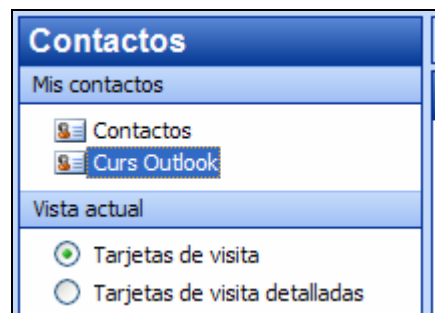 Contactos
Mis contactos
Contactos
Curs Outlook
Vista actual
Tarjetas de visita
Tarjetas de visita detalladas